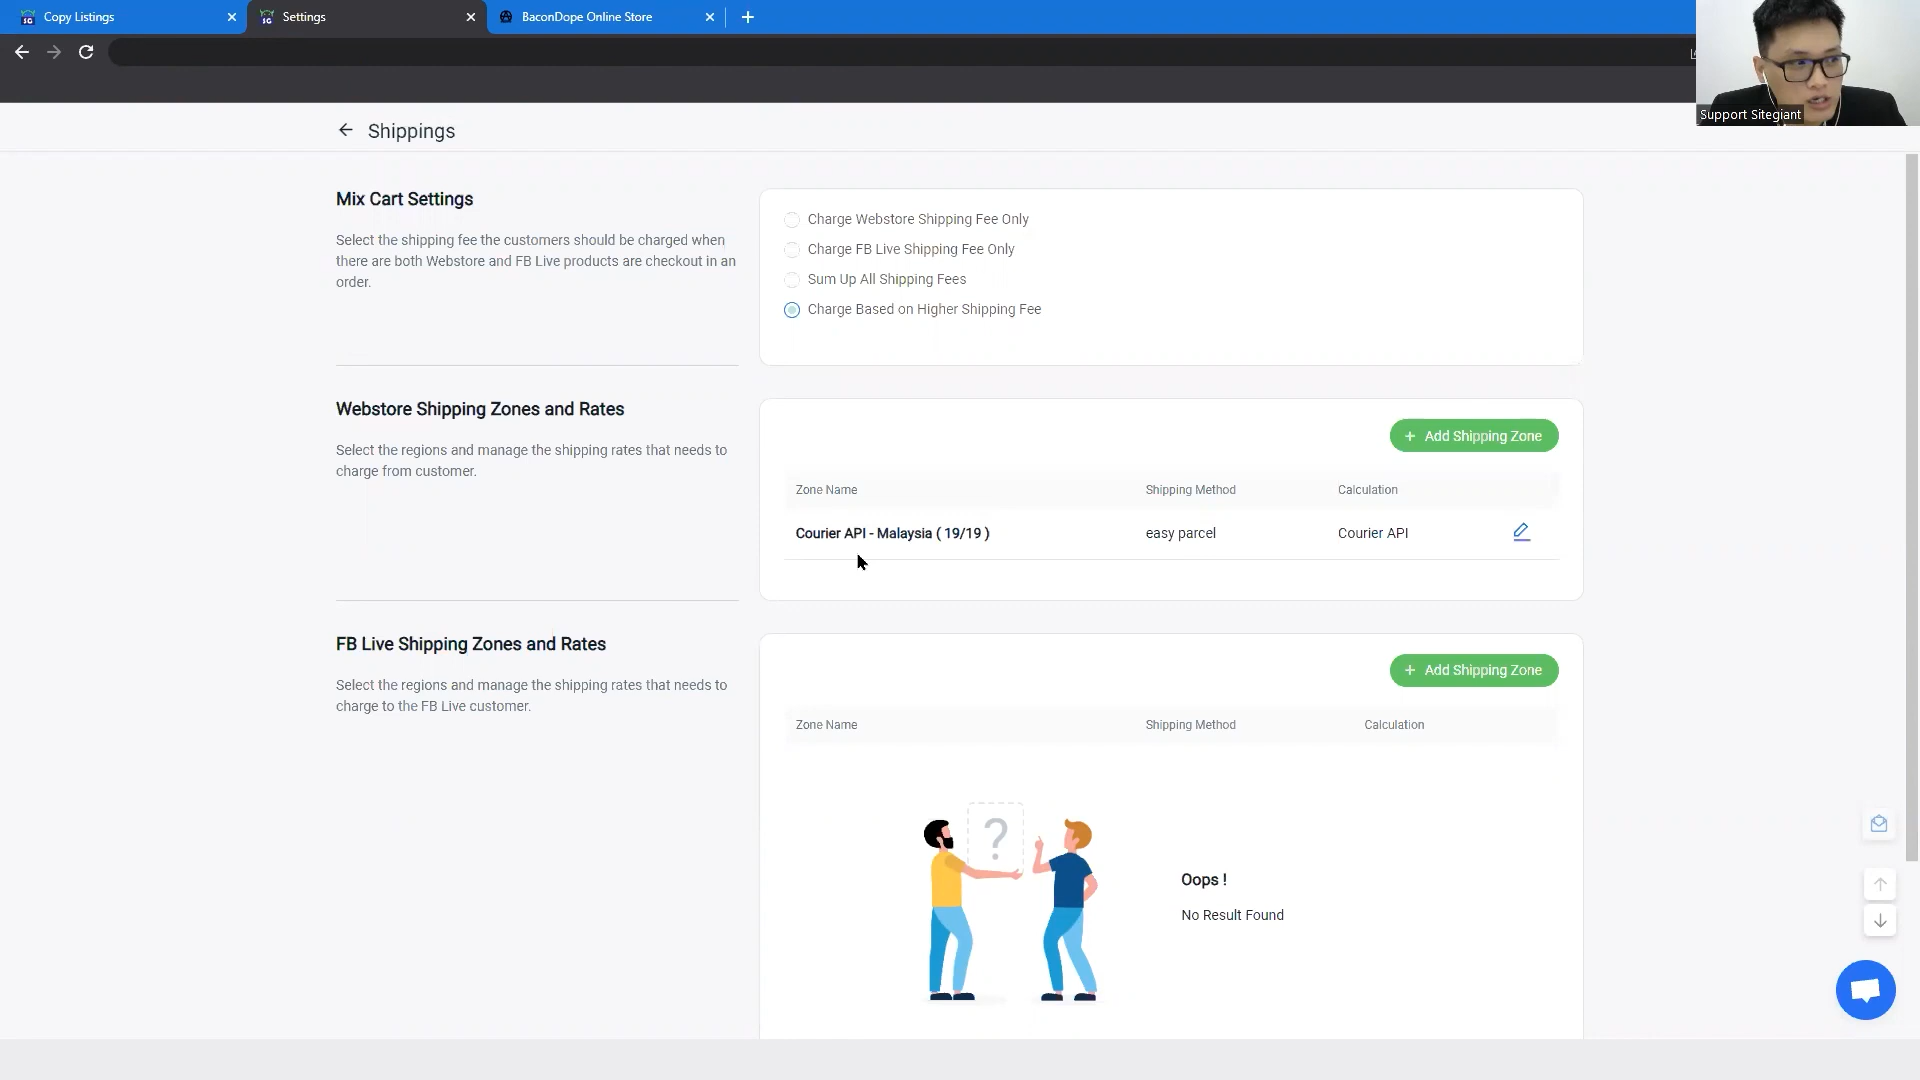 Copy Listings
Settings
BaconDope Online Store
Support Sitegiant
Shippings
Mix Cart Settings
Select the shipping fee the customers should be charged when
there are both Webstore and FB Live products are checkout in an
order.
Charge Webstore Shipping Fee Only
Charge FB Live Shipping Fee Only
Sum Up All Shipping Fees
Charge Based on Higher Shipping Fee
Webstore Shipping Zones and Rates
Select the regions and manage the shipping rates that needs to
charge from customer.
+ Add Shipping Zone
Zone Name Shipping Method Calculation
Courier API - Malaysia ( 19/19 ) easy parcel Courier API
FB Live Shipping Zones and Rates
Select the regions and manage the shipping rates that needs to
charge to the FB Live customer.
+ Add Shipping Zone
Zone Name Shipping Method Calculation
?
Oops !
No Result Found